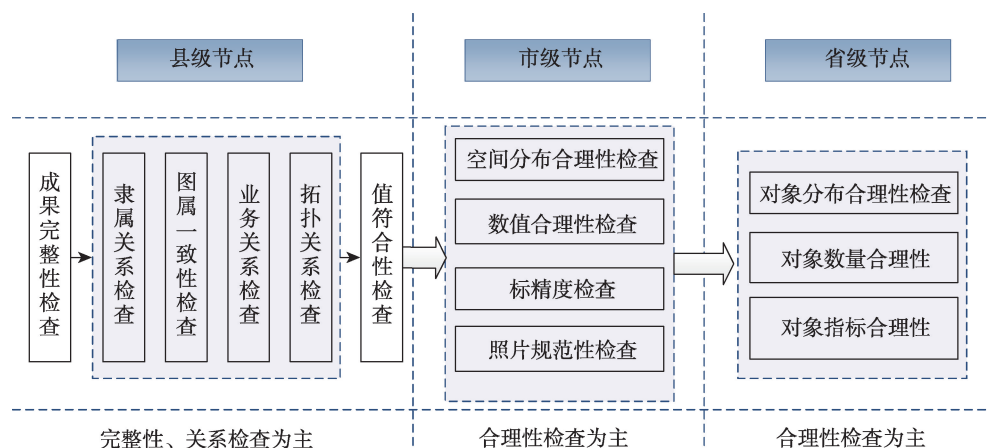 县级节点
市级节点
省级节点
成果完整性检查
隶属关系检查
图属一致性检查
业务关系检查
拓扑关系检查
值符合性检查
空间分布合理性检查
数值合理性检查
标精度检查
照片规范性检查
对象分布合理性检查
对象数量合理性
对象指标合理性
完整性、关系检查为主
合理性检查为主
合理性检查为主